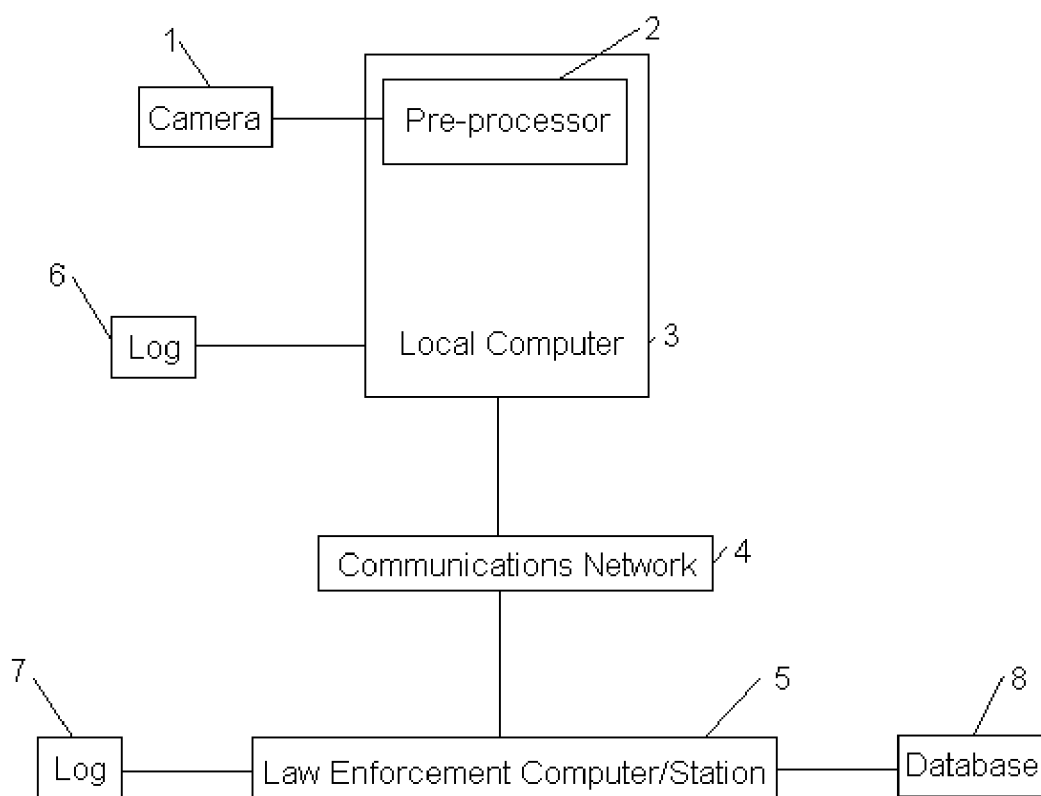 1
2
Camera
Pre-processor
6
Log
Local Computer
3
Communications Network
4
7
5
8
Log
Law Enforcement Computer/Station
Database